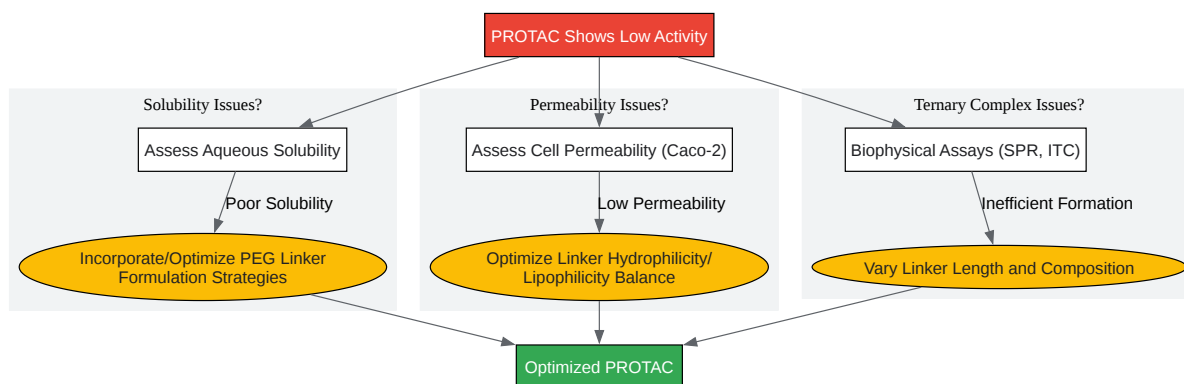 PROTAC Shows Low Activity
Solubility Issues?
Permeability Issues?
Ternary Complex Issues?
Assess Aqueous Solubility
Assess Cell Permeability (Caco-2)
Biophysical Assays (SPR, ITC)
Poor Solubility
Low Permeability
Inefficient Formation
Incorporate/Optimize PEG Linker
Formulation Strategies
Optimize Linker Hydrophilicity/
Lipophilicity Balance
Vary Linker Length and Composition
Optimized PROTAC